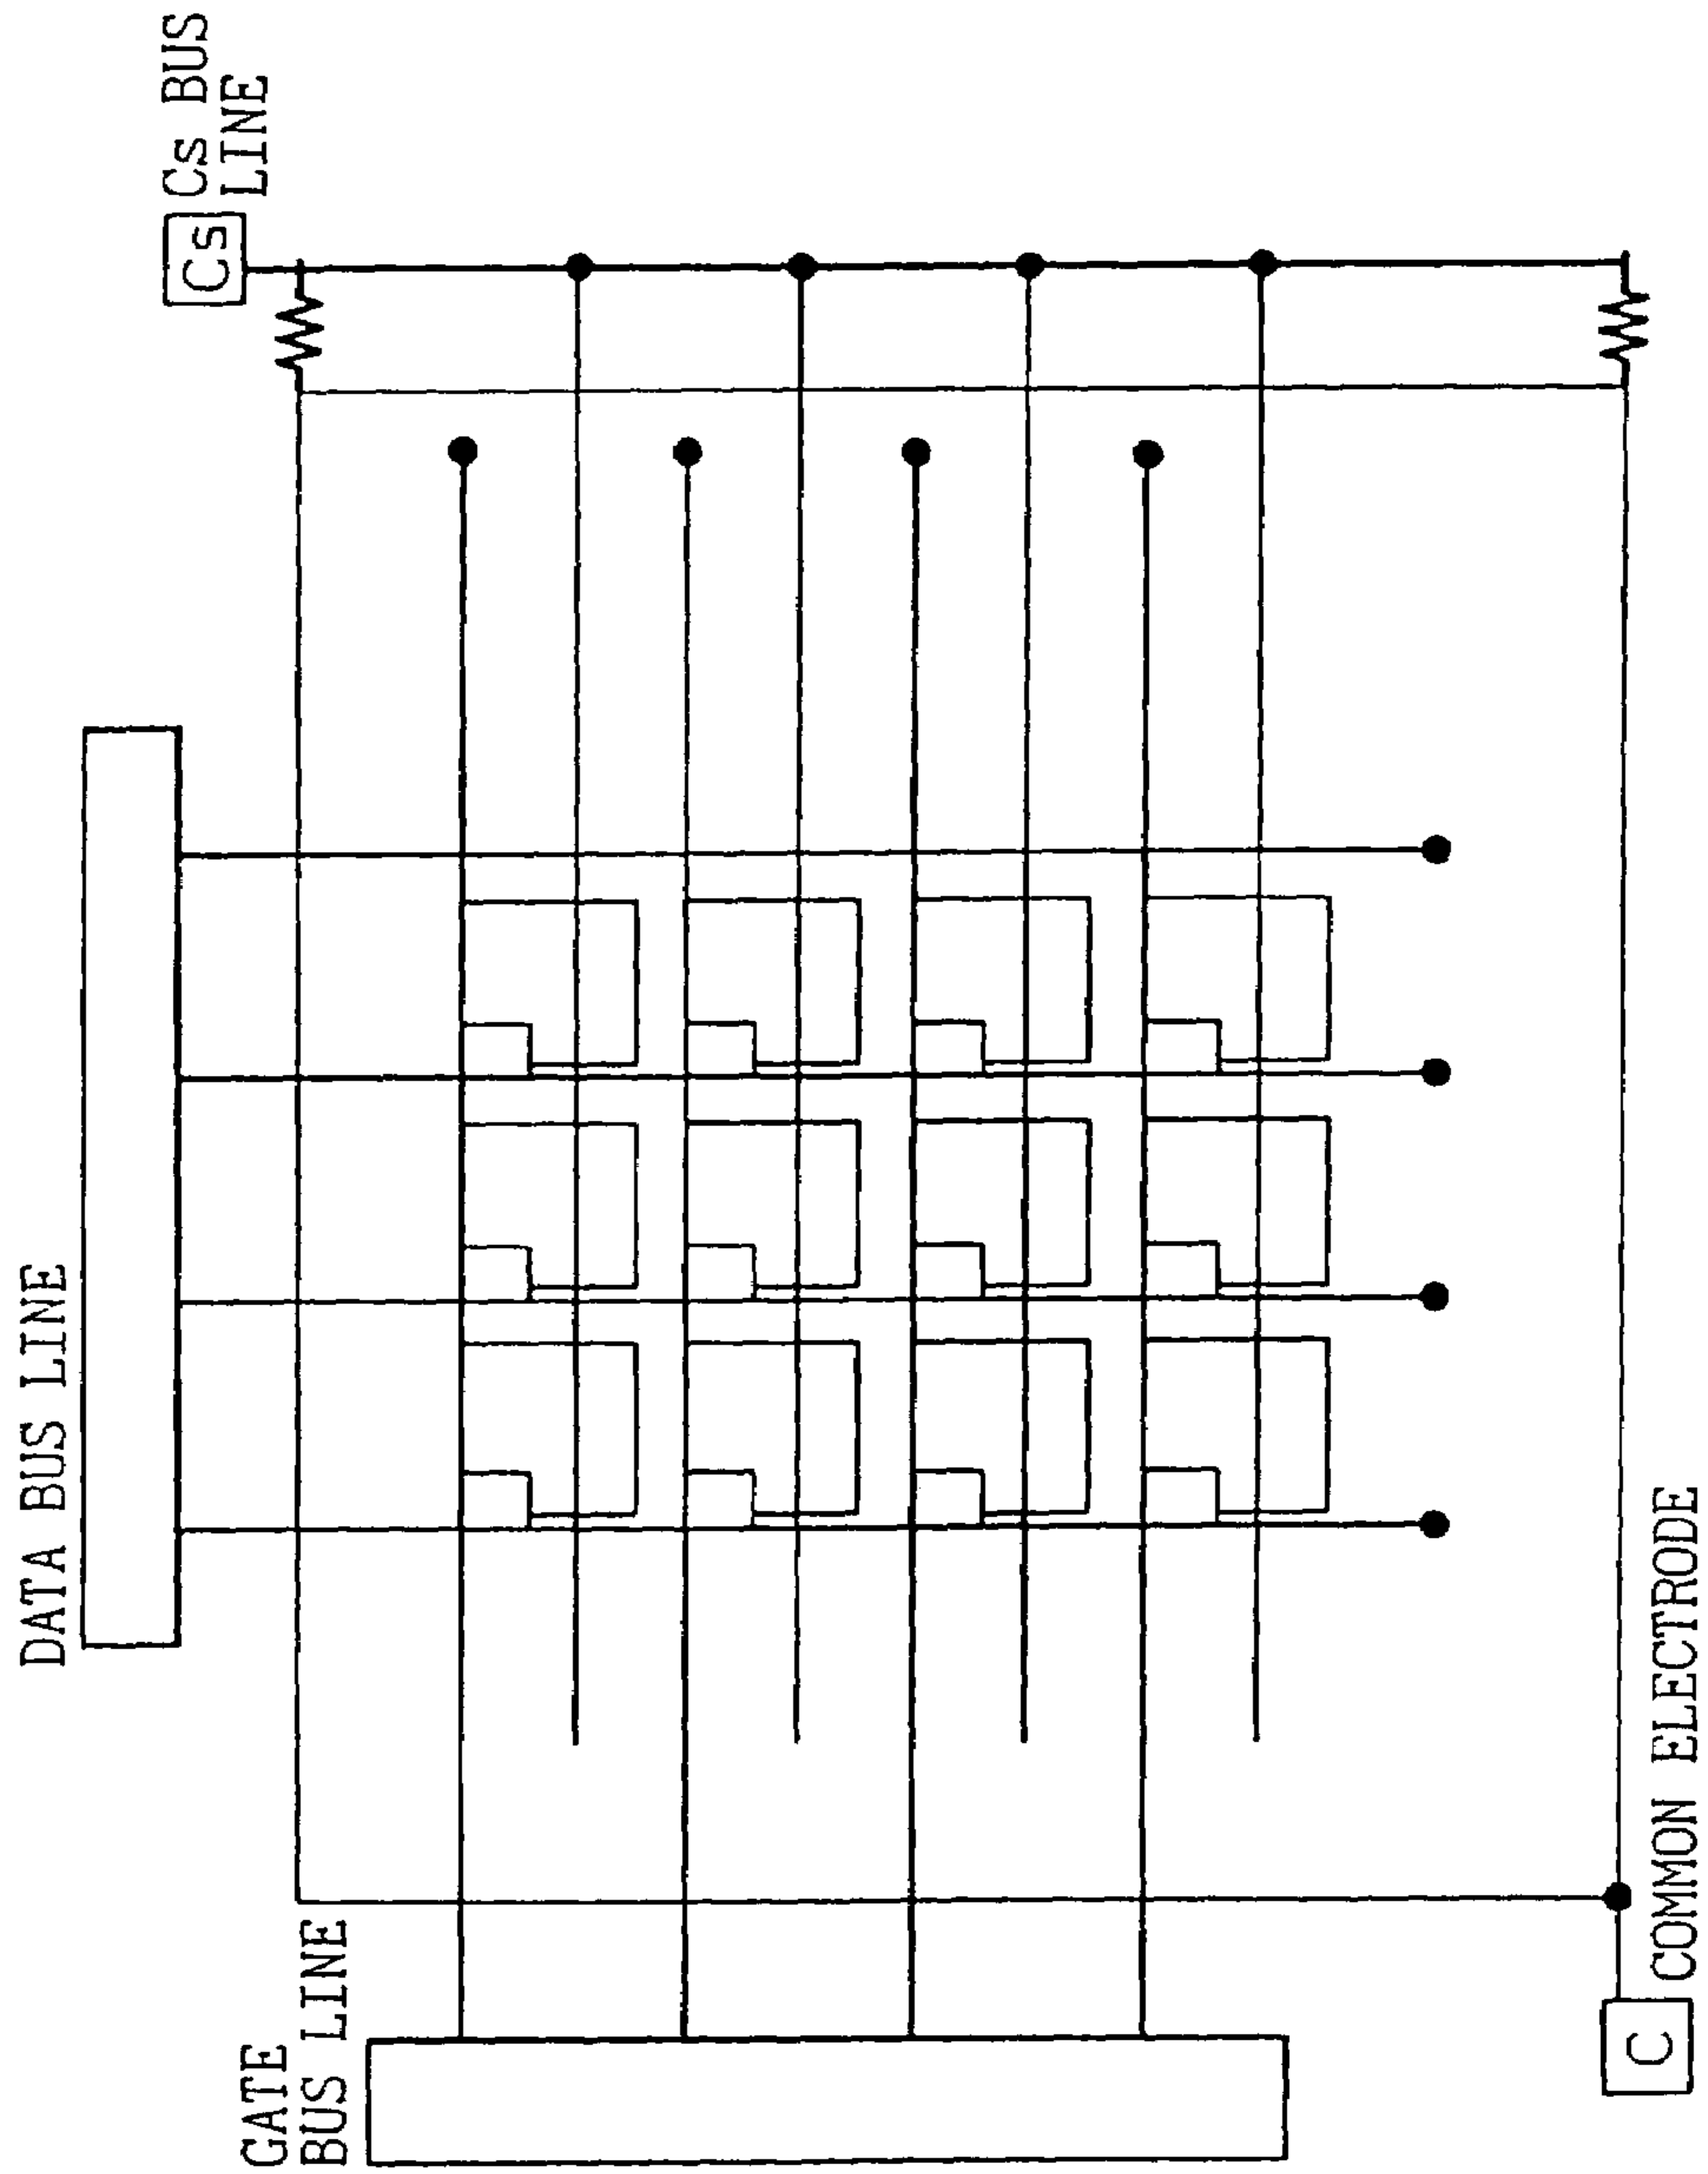 DATA BUS LINE
Cs
Cs BUS
LINE
GATE
BUS LINE
C
COMMON ELECTRODE